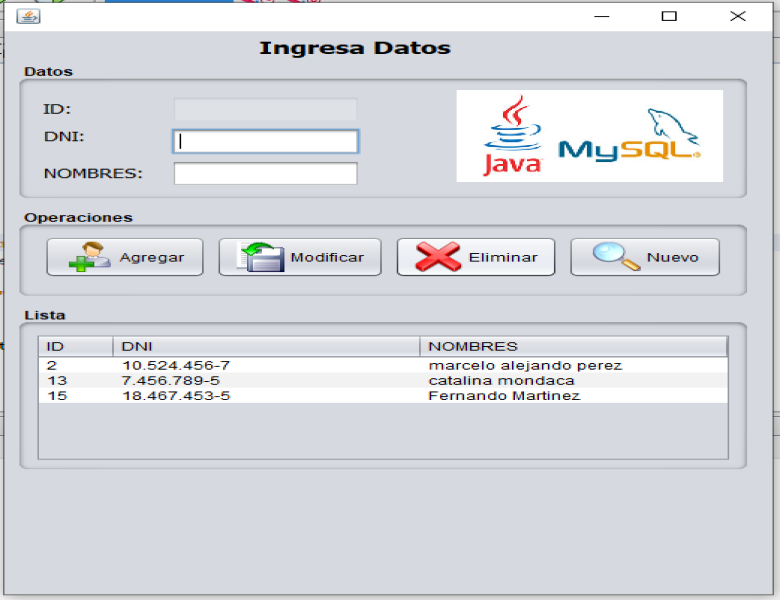 Ingresa Datos
Datos
ID:
DNI:
NOMBRES:
Java
MySQL®
Operaciones
Agregar Modificar Eliminar Nuevo
Lista
ID DNI NOMBRES
2 10.524.456-7 marcelo alejando perez
13 7.456.789-5 catalina mondaca
15 18.467.453-5 Fernando Martinez